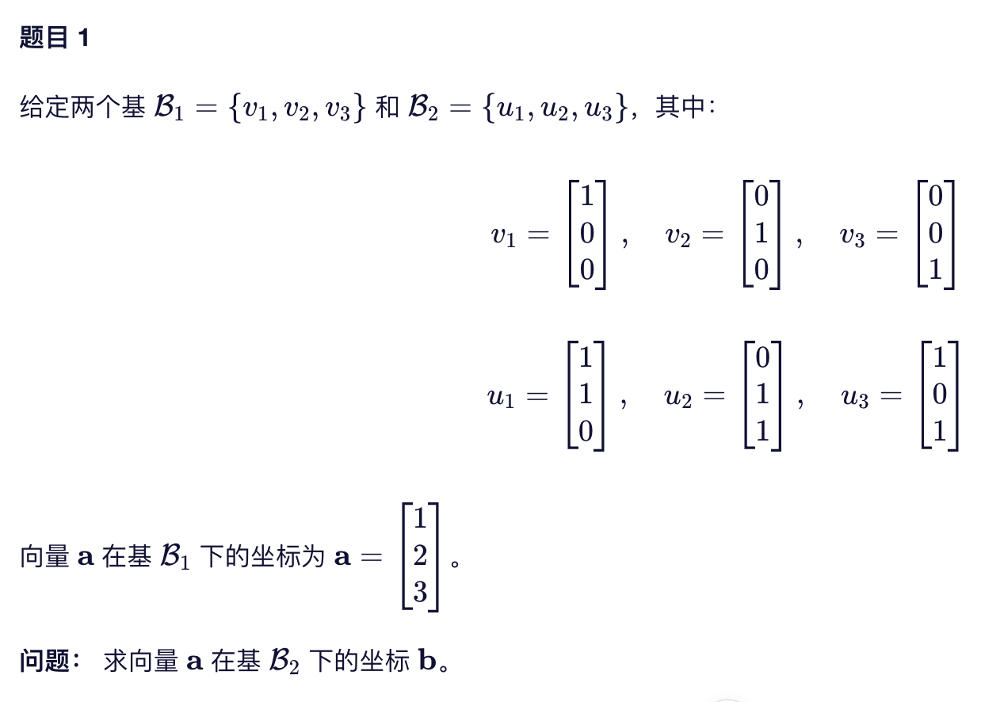 题目 1
给定两个基 $\mathcal{B}_1 = \{v_1, v_2, v_3\}$ 和 $\mathcal{B}_2 = \{u_1, u_2, u_3\}$，其中：
$v_1 = \begin{bmatrix} 1 \\ 0 \\ 0 \end{bmatrix}, \quad v_2 = \begin{bmatrix} 0 \\ 1 \\ 0 \end{bmatrix}, \quad v_3 = \begin{bmatrix} 0 \\ 0 \\ 1 \end{bmatrix}$
$u_1 = \begin{bmatrix} 1 \\ 1 \\ 0 \end{bmatrix}, \quad u_2 = \begin{bmatrix} 0 \\ 1 \\ 1 \end{bmatrix}, \quad u_3 = \begin{bmatrix} 1 \\ 0 \\ 1 \end{bmatrix}$
向量 $\mathbf{a}$ 在基 $\mathcal{B}_1$ 下的坐标为 $\mathbf{a} = \begin{bmatrix} 1 \\ 2 \\ 3 \end{bmatrix}$。
问题： 求向量 $\mathbf{a}$ 在基 $\mathcal{B}_2$ 下的坐标 $\mathbf{b}$。